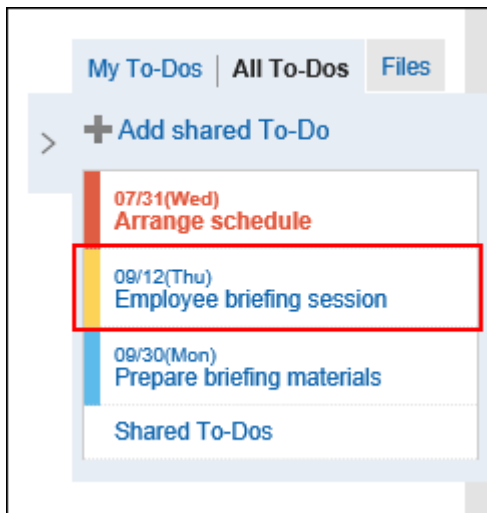 My To-Dos | All To-Dos Files
Add shared To-Do
07/31(Wed)
Arrange schedule
09/12(Thu)
Employee briefing session
09/30(Mon)
Prepare briefing materials
Shared To-Dos